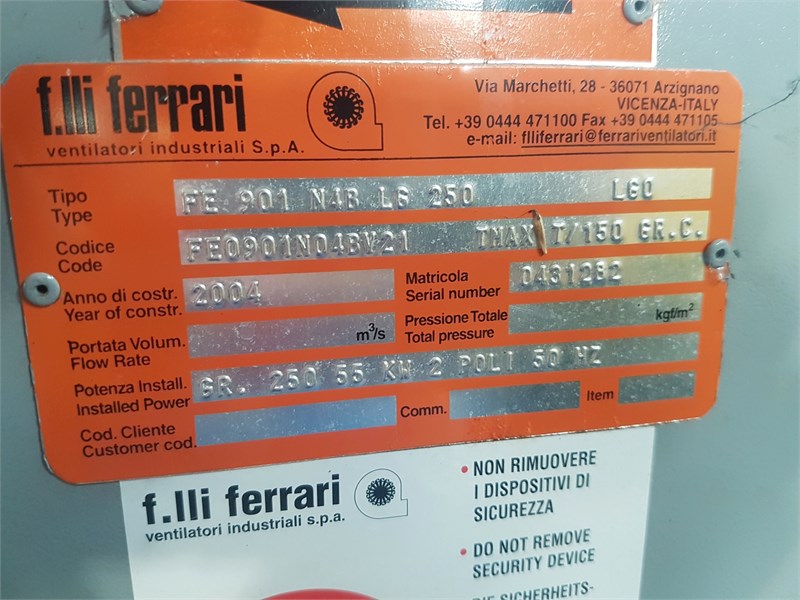 f.lli ferrari
ventilatori industriali S.p.A.
Via Marchetti, 28 - 36071 Arzignano
VICENZA-ITALY
Tel. +39 0444 471100 Fax +39 0444 471105
e-mail: flliferrari@ferrariventilatori.it
Tipo
Type
FE 901 N4B LG 250 LG0
Codice
Code
FE0901N04BV21 TMAX T/150 GR.C.
Anno di costr.
Year of constr.
2004
Matricola
Serial number
0431282
Portata Volum.
Flow Rate
m³/s
Pressione Totale
Total pressure
kgf/m²
Potenza Install.
Installed Power
GR. 250 55 KW 2 POLI 50 HZ
Cod. Cliente
Customer cod.
Comm.
Item
f.lli ferrari
ventilatori industriali s.p.a.
• NON RIMUOVERE
I DISPOSITIVI DI
SICUREZZA
• DO NOT REMOVE
SECURITY DEVICE
DIE SICHERHEITS-